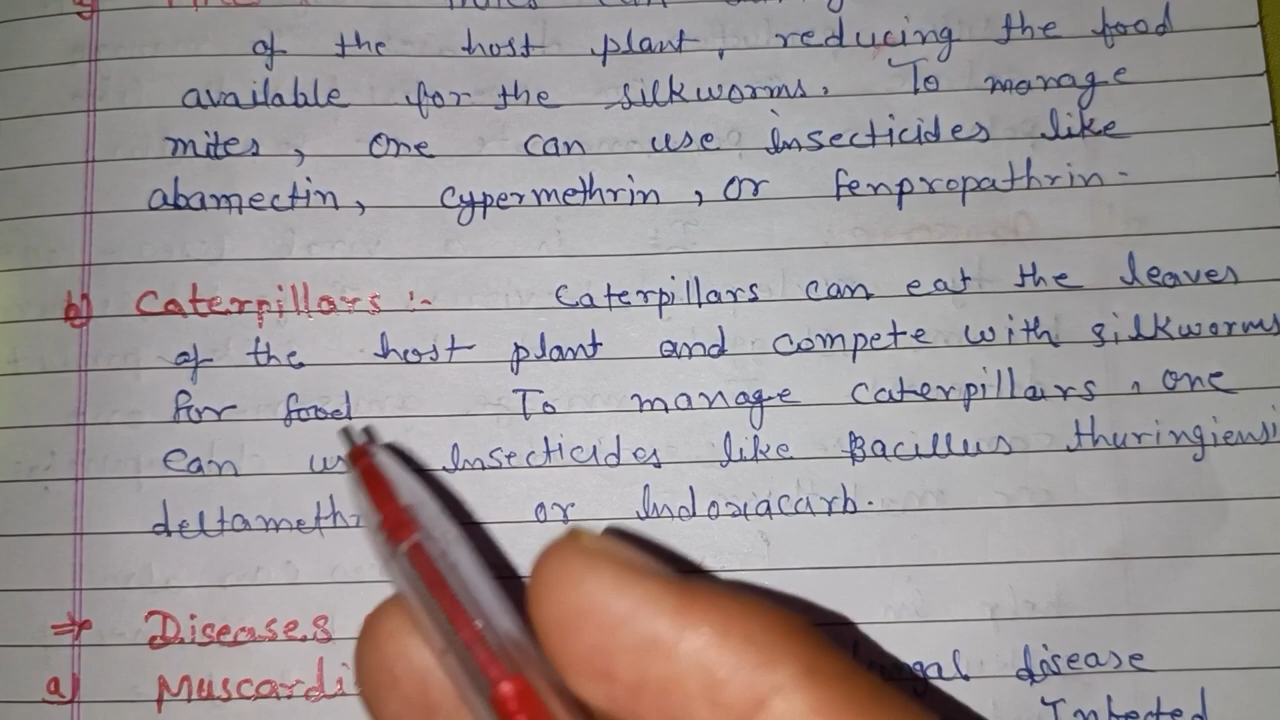 of the host plant, reducing the food
available for the silkworms. To manage
mites, one can use insecticides like
abamectin, cypermethrin, or fenpropathrin-
b) Caterpillars :- Caterpillars can eat the leaves
of the host plant and compete with silkworms
for food To manage caterpillars, one
can insecticides like Bacillus
or Indoxacarb.
⇒ Diseases
a) disease
Infected